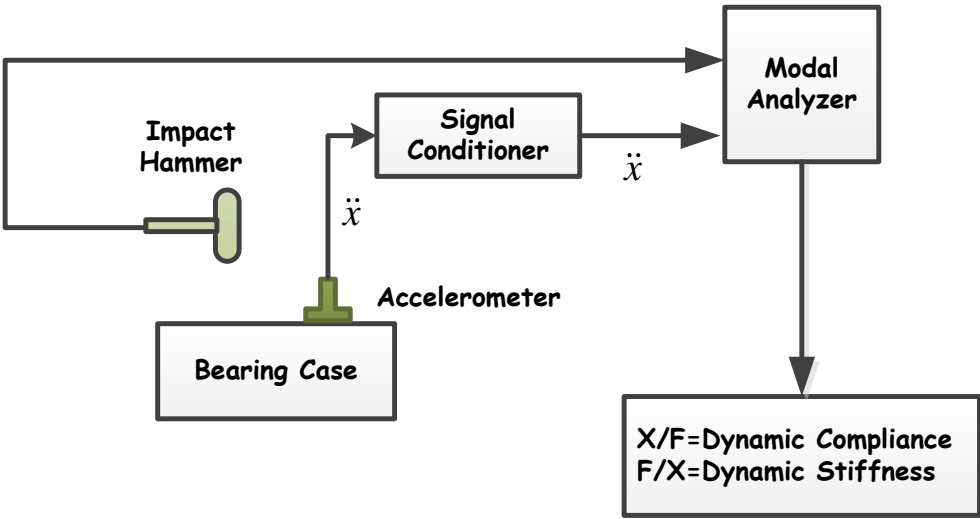 Modal
Analyzer
Signal
Conditioner
Impact
Hammer
ẍ
ẍ
Accelerometer
Bearing Case
X/F=Dynamic Compliance
F/X=Dynamic Stiffness